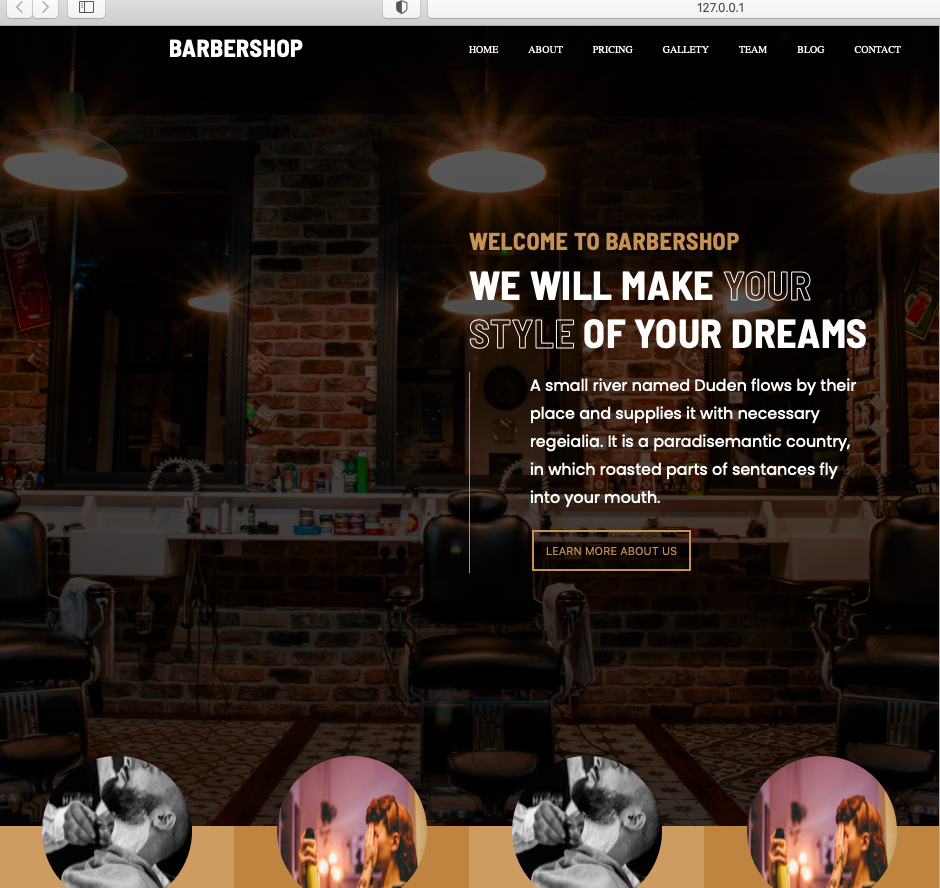 127.0.0.1
BARBERSHOP
HOME ABOUT PRICING GALLETY TEAM BLOG CONTACT
WELCOME TO BARBERSHOP
WE WILL MAKE YOUR
STYLE OF YOUR DREAMS
A small river named Duden flows by their
place and supplies it with necessary
regeialia. It is a paradisemantic country,
in which roasted parts of sentances fly
into your mouth.
LEARN MORE ABOUT US